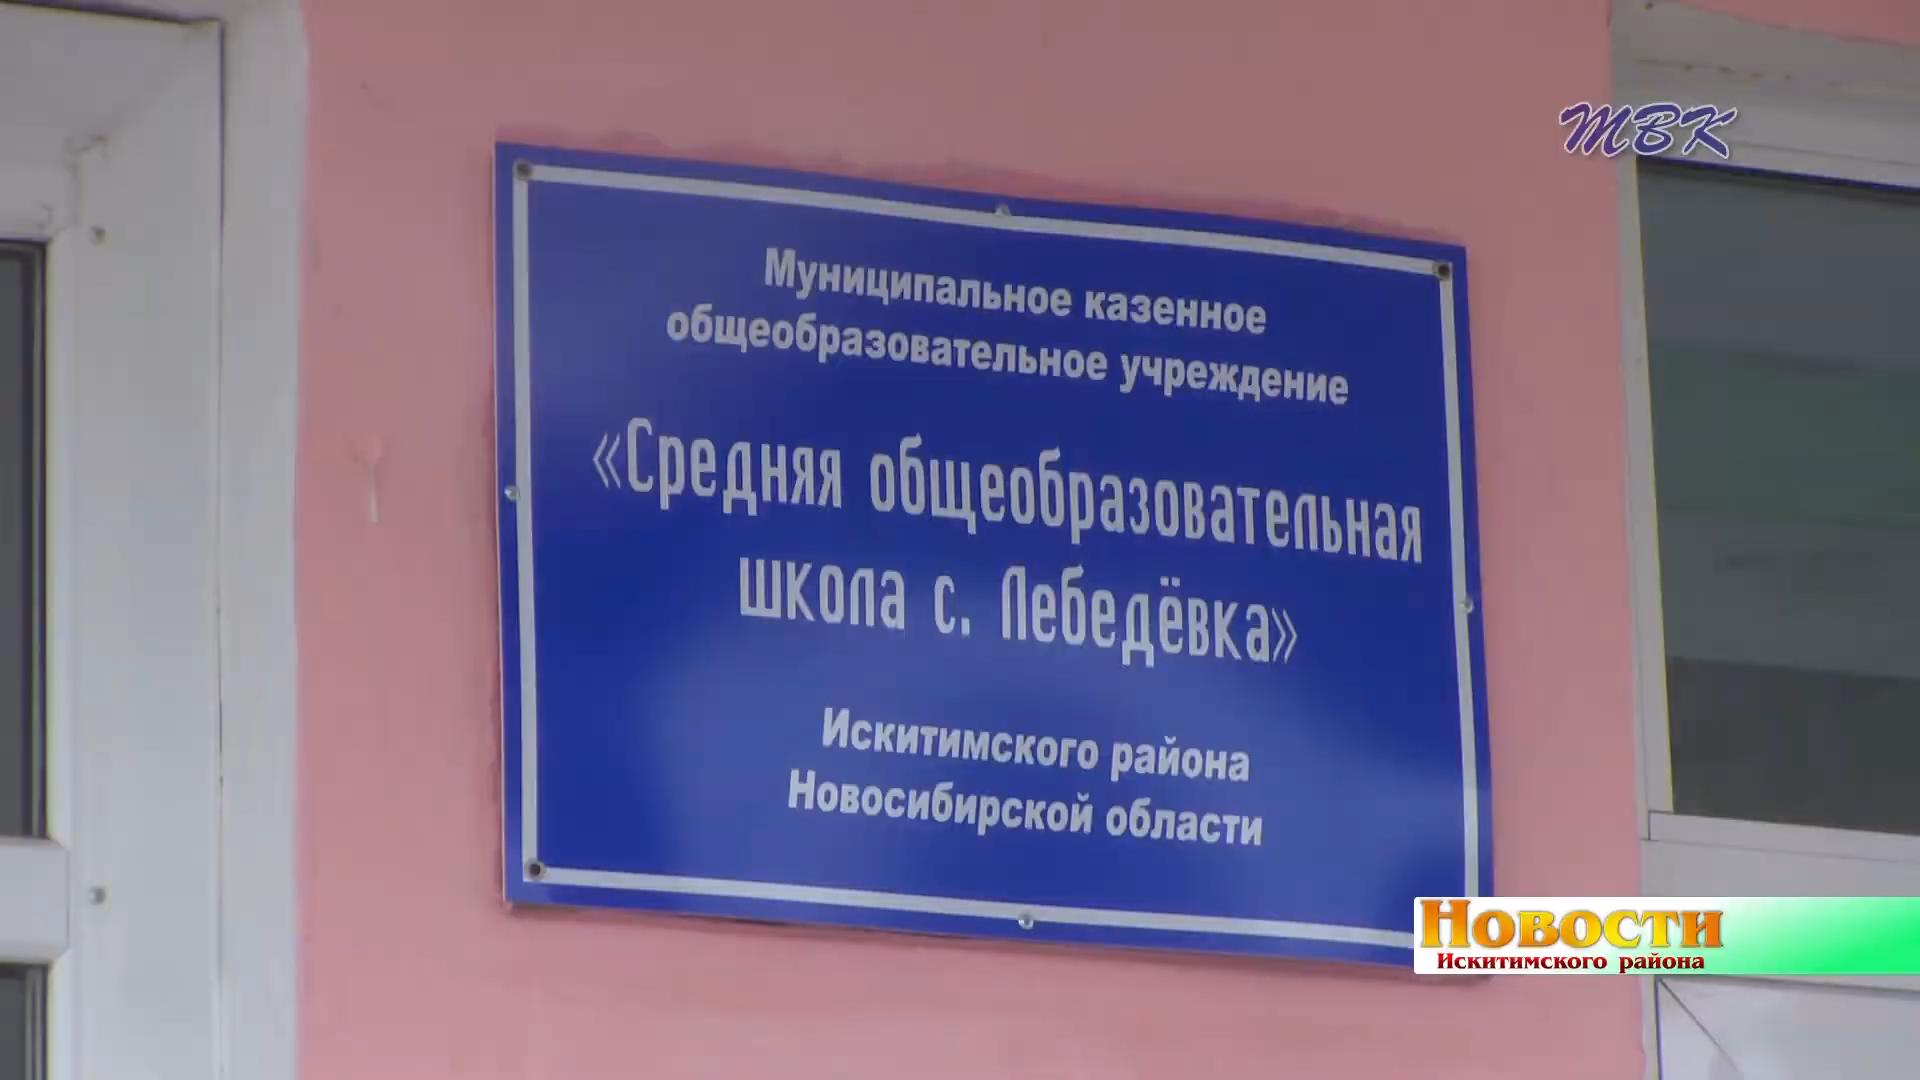 ТВК
Муниципальное казенное
общеобразовательное учреждение
«Средняя общеобразовательная
школа с. Лебедёвка»
Искитимского района
Новосибирской области
Новости
Искитимского района